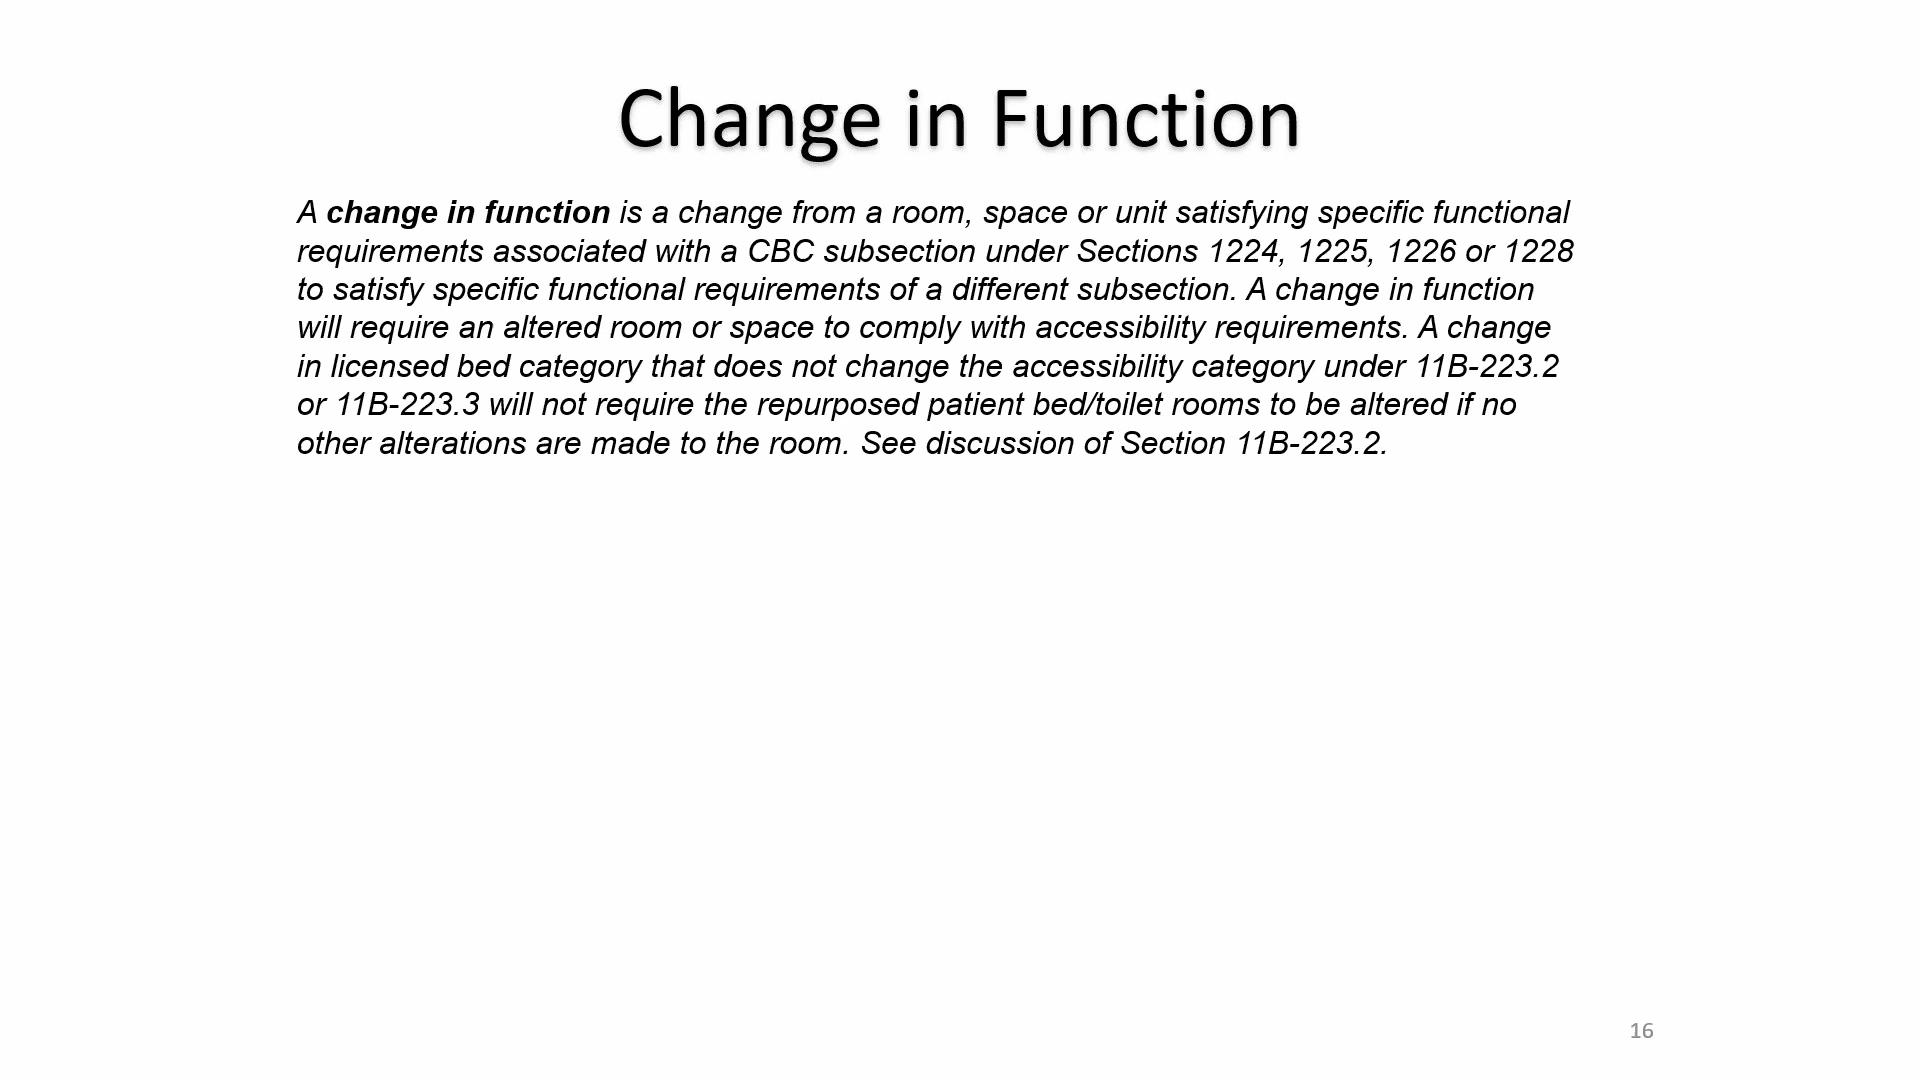 Change in Function
A change in function is a change from a room, space or unit satisfying specific functional
requirements associated with a CBC subsection under Sections 1224, 1225, 1226 or 1228
to satisfy specific functional requirements of a different subsection. A change in function
will require an altered room or space to comply with accessibility requirements. A change
in licensed bed category that does not change the accessibility category under 11B-223.2
or 11B-223.3 will not require the repurposed patient bed/toilet rooms to be altered if no
other alterations are made to the room. See discussion of Section 11B-223.2.
16